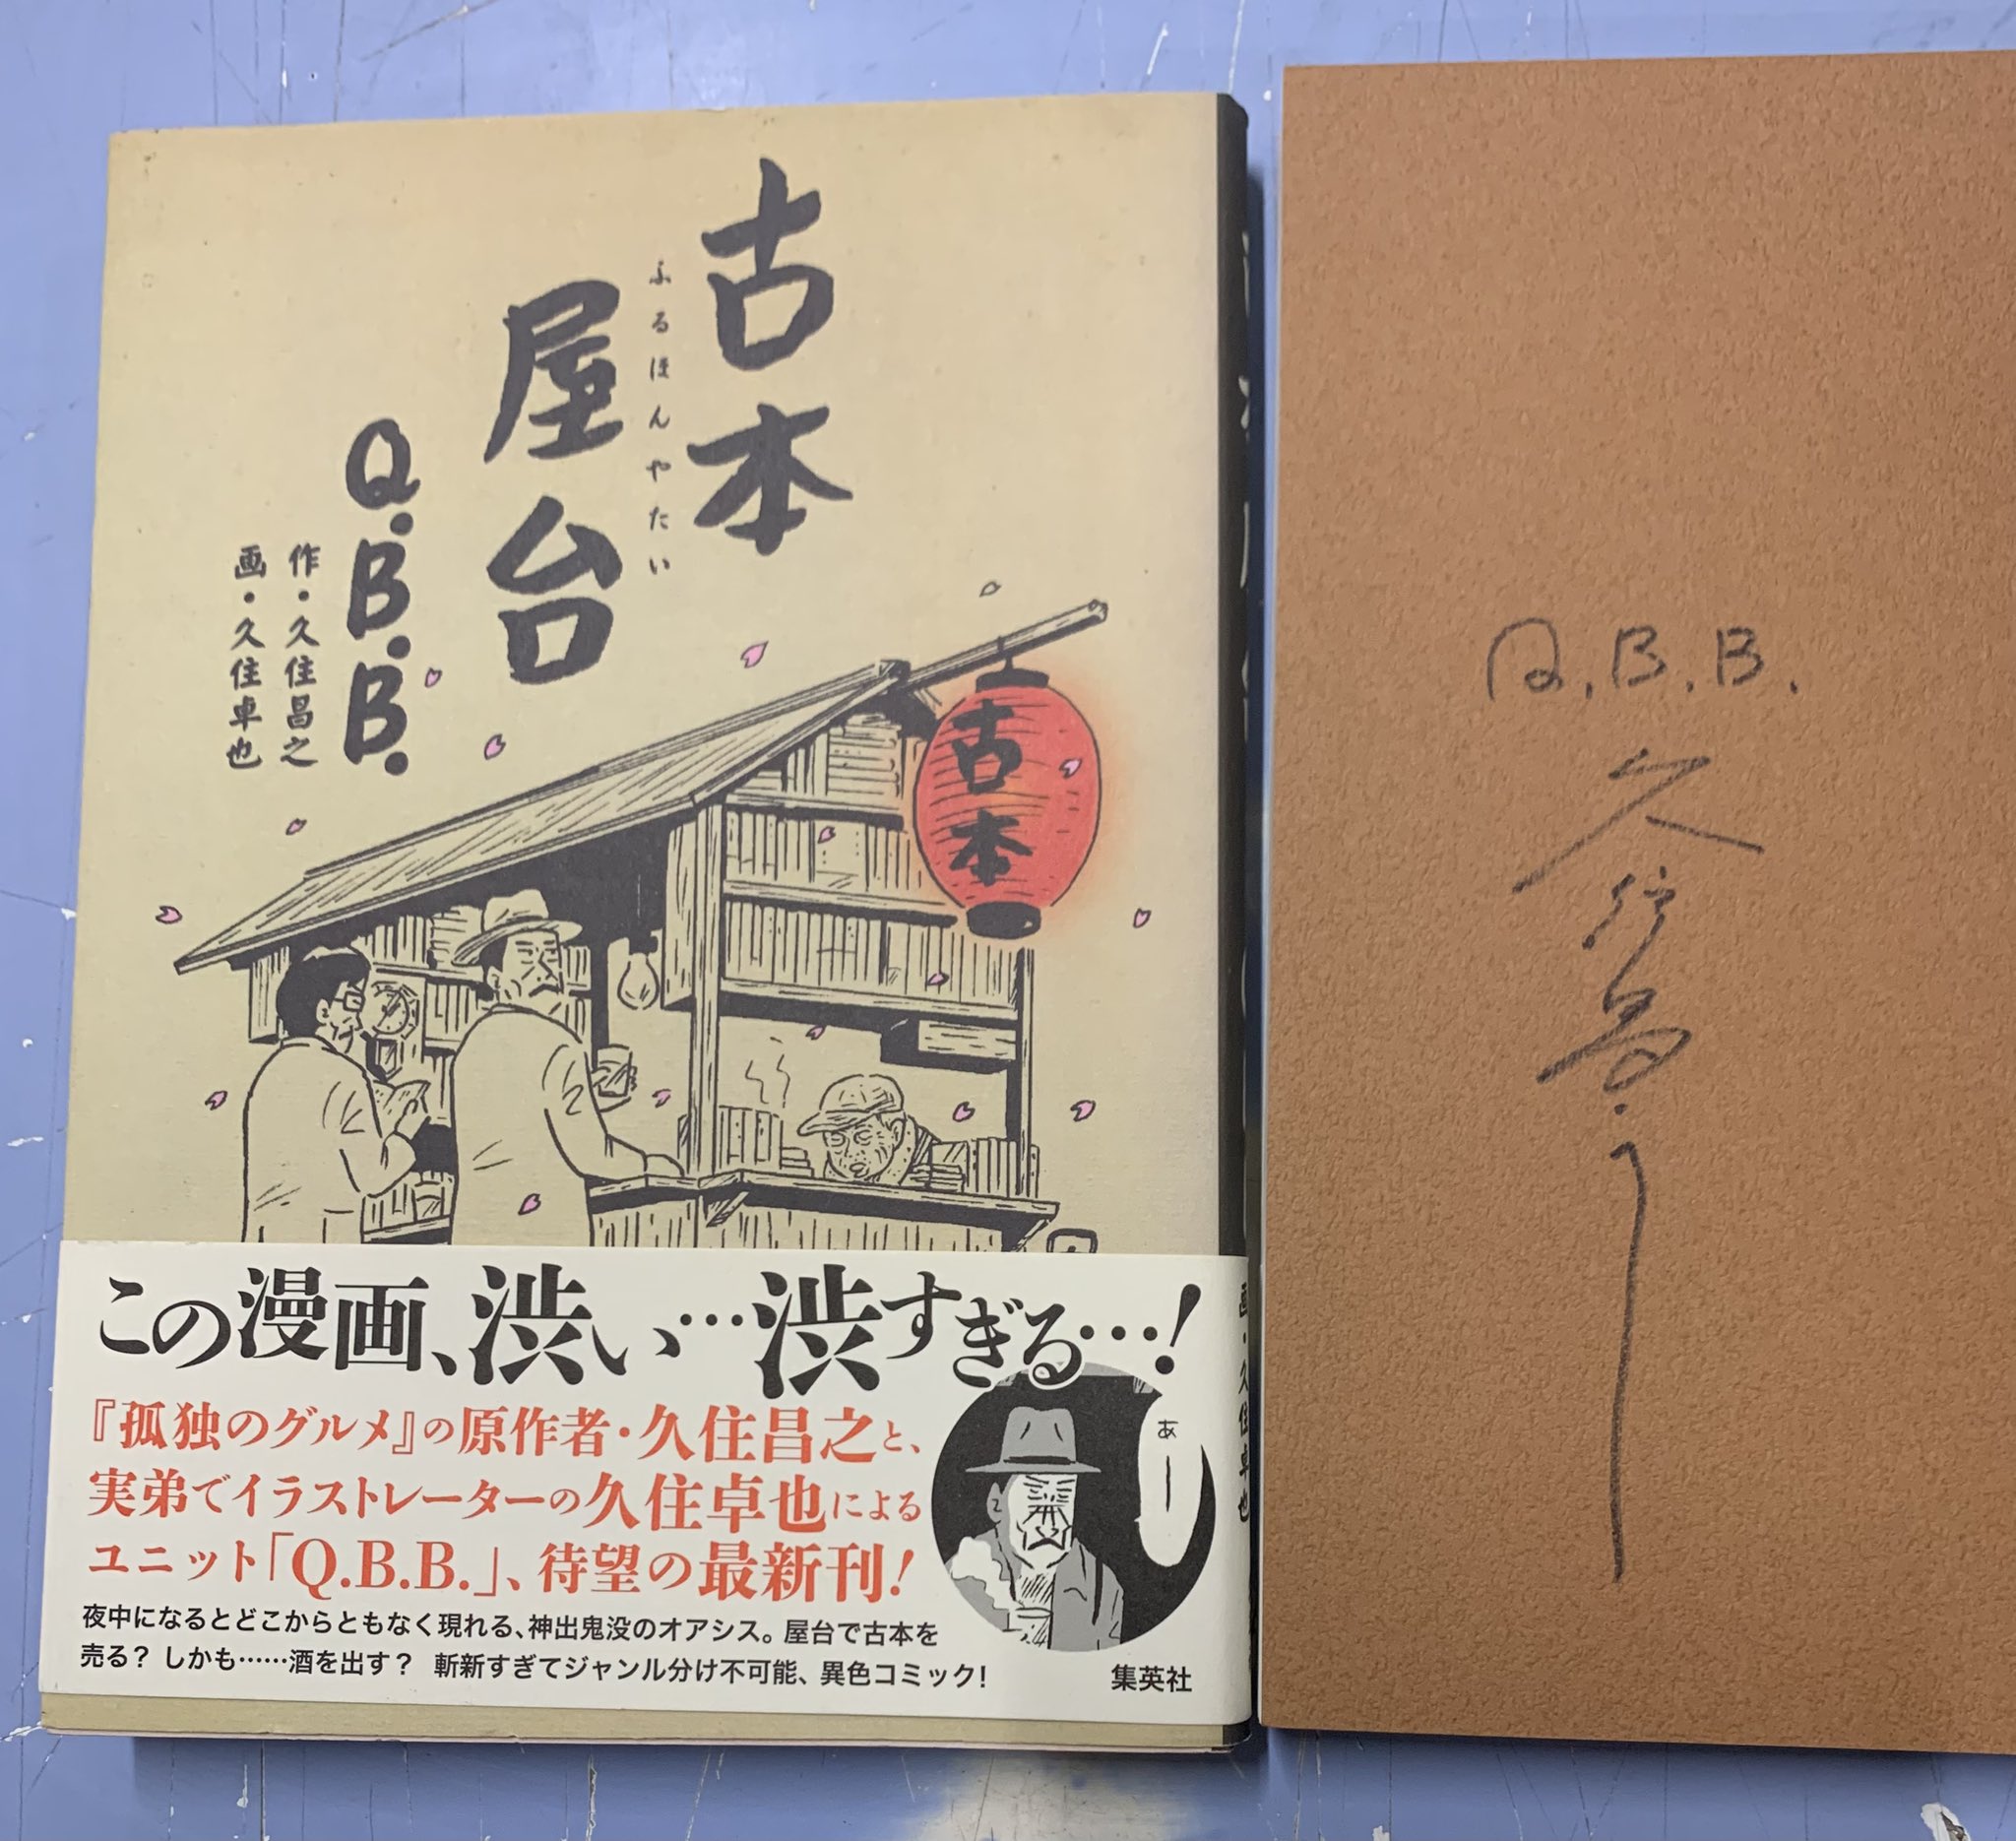 古本
屋台
ふるほんやたい
Q.B.B.
作・久住昌之
画・久住卓也
古本
この漫画、渋い…渋すぎる…!
『孤独のグルメ』の原作者・久住昌之と、
実弟でイラストレーターの久住卓也による
ユニット「Q.B.B.」、待望の最新刊!
あー
夜中になるとどこからともなく現れる、神出鬼没のオアシス。屋台で古本を
売る? しかも……酒を出す? 斬新すぎてジャンル分け不可能、異色コミック!
集英社
画・久住卓也
Q.B.B.
久住昌之